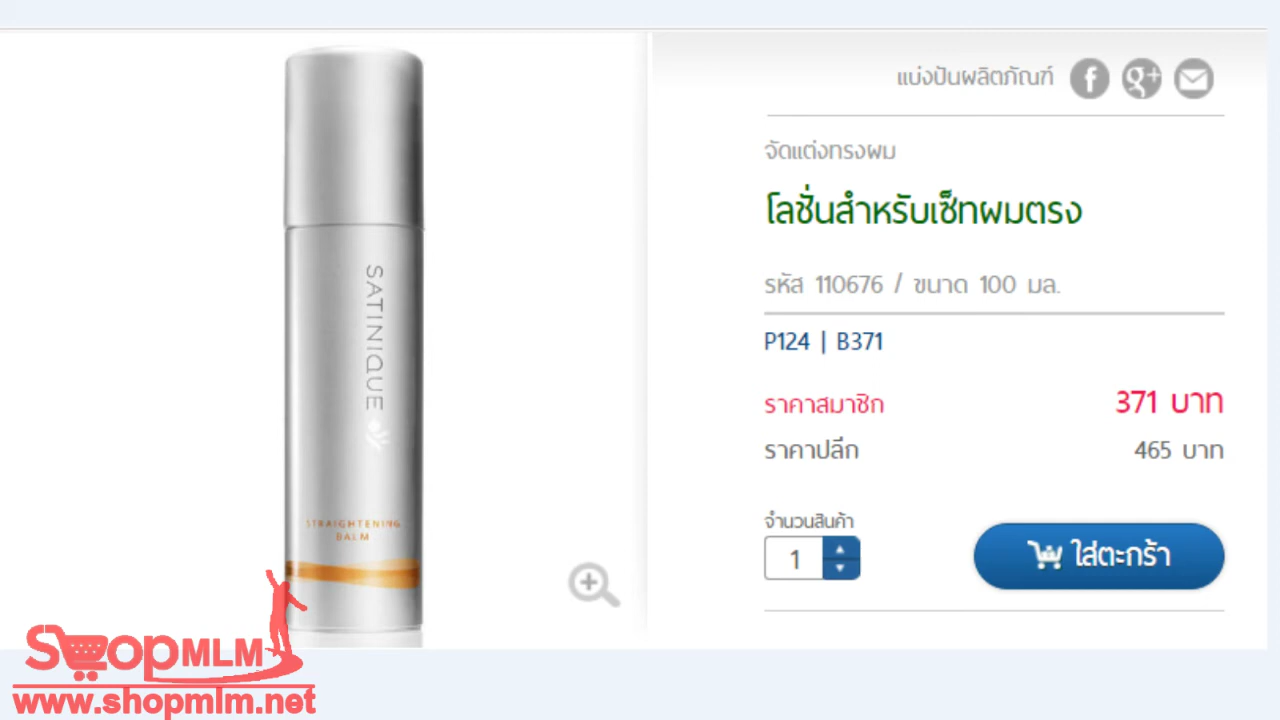 แบ่งปันผลิตภัณฑ์
จัดแต่งทรงผม
โลชั่นสำหรับเซ็ทผมตรง
รหัส 110676 / ขนาด 100 มล.
P124 | B371
ราคาสมาชิก 371 บาท
ราคาปลีก 465 บาท
จำนวนสินค้า
1
ใส่ตะกร้า
SATINIQUE
STRAIGHTENING
BALM
SHOPMLM
www.shopmlm.net